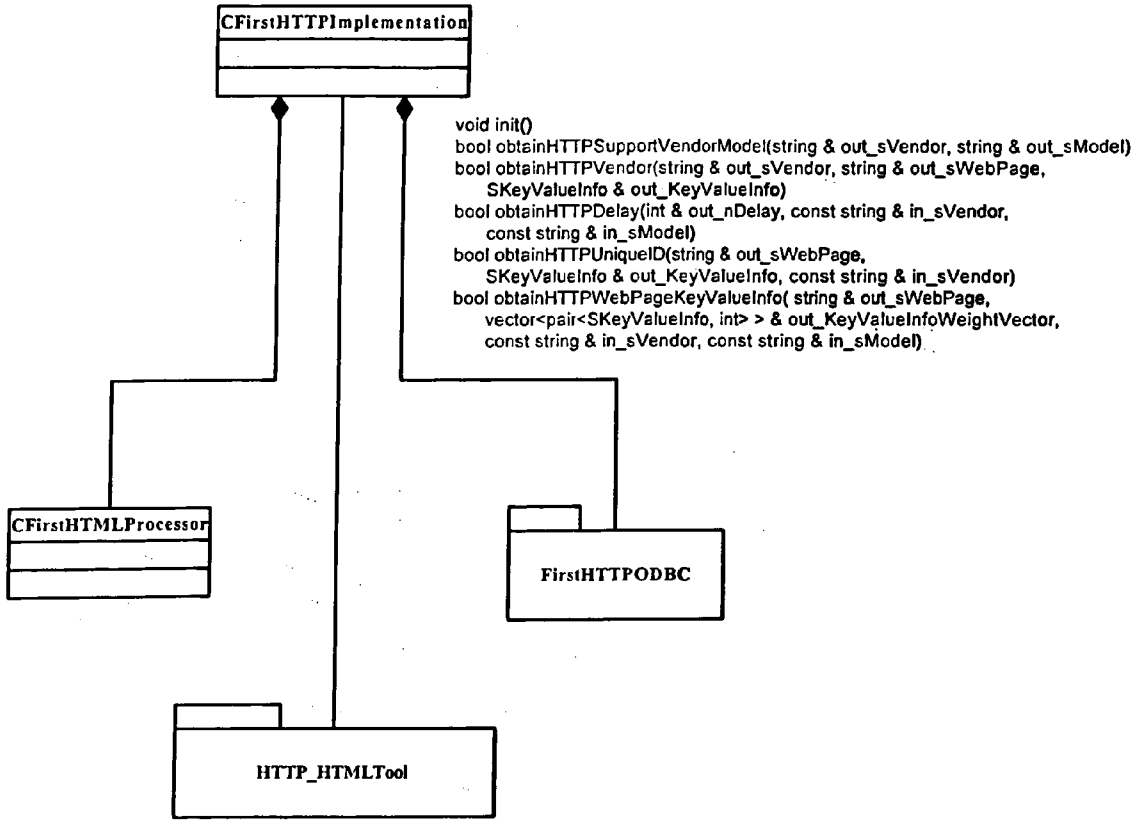 CFirstHTTPImplementation
void init()
bool obtainHTTPSupportVendorModel(string & out_sVendor, string & out_sModel)
bool obtainHTTPVendor(string & out_sVendor, string & out_sWebPage,
SKeyValueInfo & out_KeyValueInfo)
bool obtainHTTPDelay(int & out_nDelay, const string & in_sVendor,
const string & in_sModel)
bool obtainHTTPUniqueID(string & out_sWebPage,
SKeyValueInfo & out_KeyValueInfo, const string & in_sVendor)
bool obtainHTTPWebPageKeyValueInfo( string & out_sWebPage,
vector<pair<SKeyValueInfo, int> > & out_KeyValueInfoWeightVector,
const string & in_sVendor, const string & in_sModel)
CFirstHTMLProcessor
FirstHTTPODBC
HTTP_HTMLTool